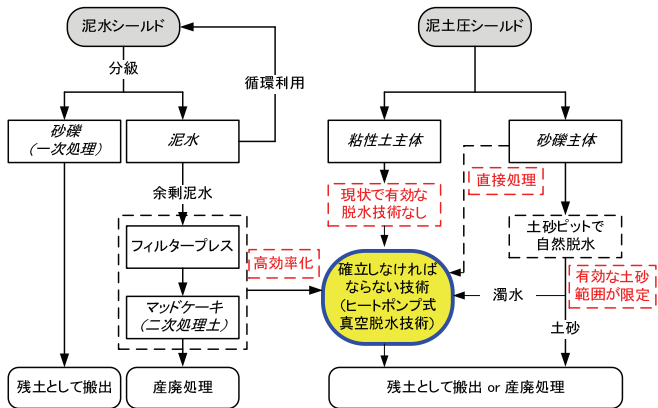 泥水シールド
泥土圧シールド
分級
循環利用
砂礫
(一次処理)
泥水
粘性土主体
砂礫主体
直接処理
現状で有効な
脱水技術なし
余剰泥水
土砂ピットで
自然脱水
フィルタープレス
高効率化
確立しなければ
ならない技術
(ヒートポンプ式
真空脱水技術)
有効な土砂
範囲が限定
濁水
マッドケーキ
(二次処理土)
土砂
残土として搬出
産廃処理
残土として搬出 or 産廃処理